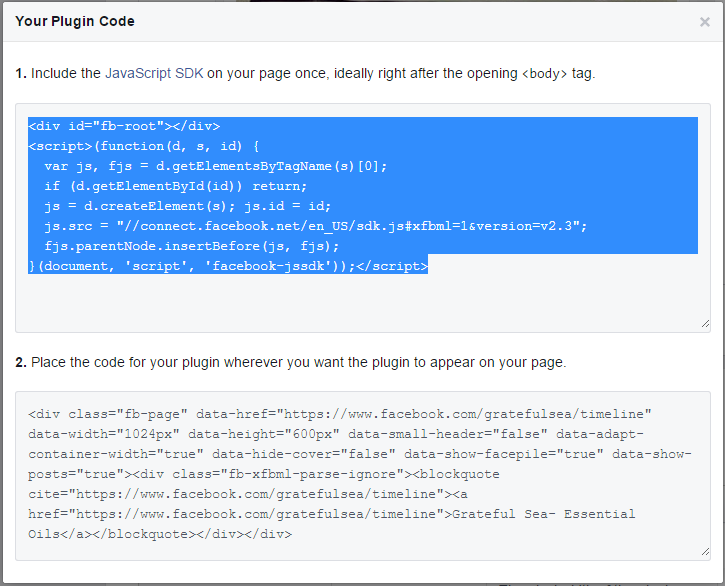 Your Plugin Code ×
1. Include the JavaScript SDK on your page once, ideally right after the opening <body> tag.
<div id="fb-root"></div>
<script>(function(d, s, id) {
  var js, fjs = d.getElementsByTagName(s)[0];
  if (d.getElementById(id)) return;
  js = d.createElement(s); js.id = id;
  js.src = "//connect.facebook.net/en_US/sdk.js#xfbml=1&version=v2.3";
  fjs.parentNode.insertBefore(js, fjs);
}(document, 'script', 'facebook-jssdk'));</script>
2. Place the code for your plugin wherever you want the plugin to appear on your page.
<div class="fb-page" data-href="https://www.facebook.com/gratefulsea/timeline"
data-width="1024px" data-height="600px" data-small-header="false" data-adapt-
container-width="true" data-hide-cover="false" data-show-facepile="true" data-show-
posts="true"><div class="fb-xfbml-parse-ignore"><blockquote
cite="https://www.facebook.com/gratefulsea/timeline"><a
href="https://www.facebook.com/gratefulsea/timeline">Grateful Sea- Essential
Oils</a></blockquote></div></div>